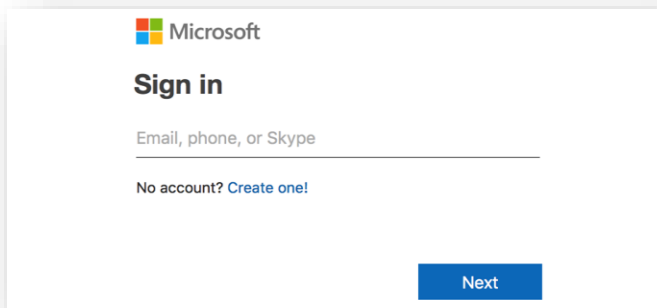 Microsoft
Sign in
Email, phone, or Skype
No account? Create one!
Next